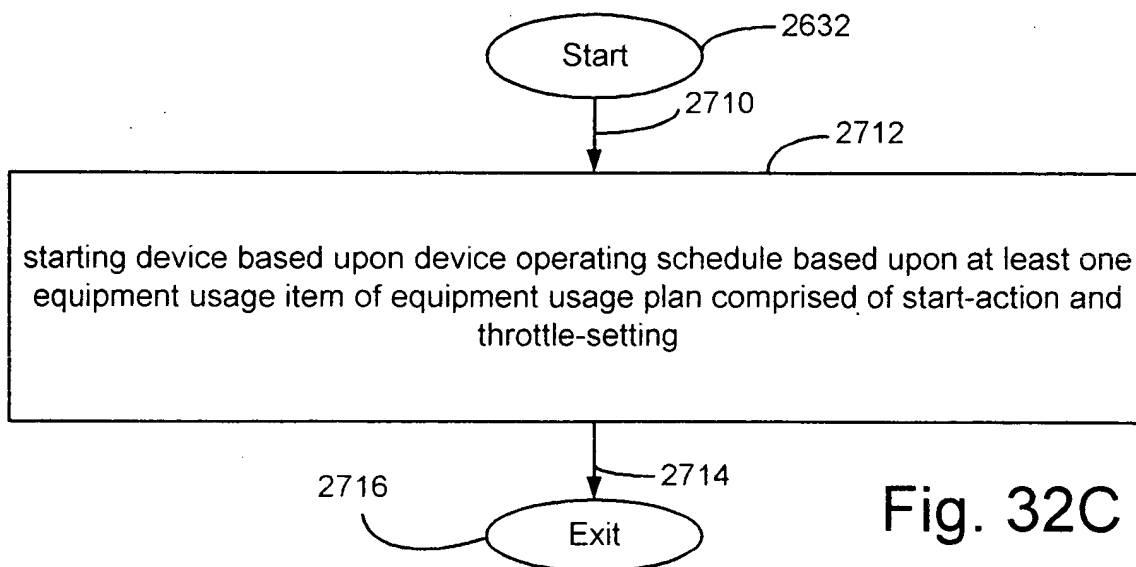 2632
Start
2710
2712
starting device based upon device operating schedule based upon at least one
equipment usage item of equipment usage plan comprised of start-action and
throttle-setting
2714
2716
Exit
Fig. 32C